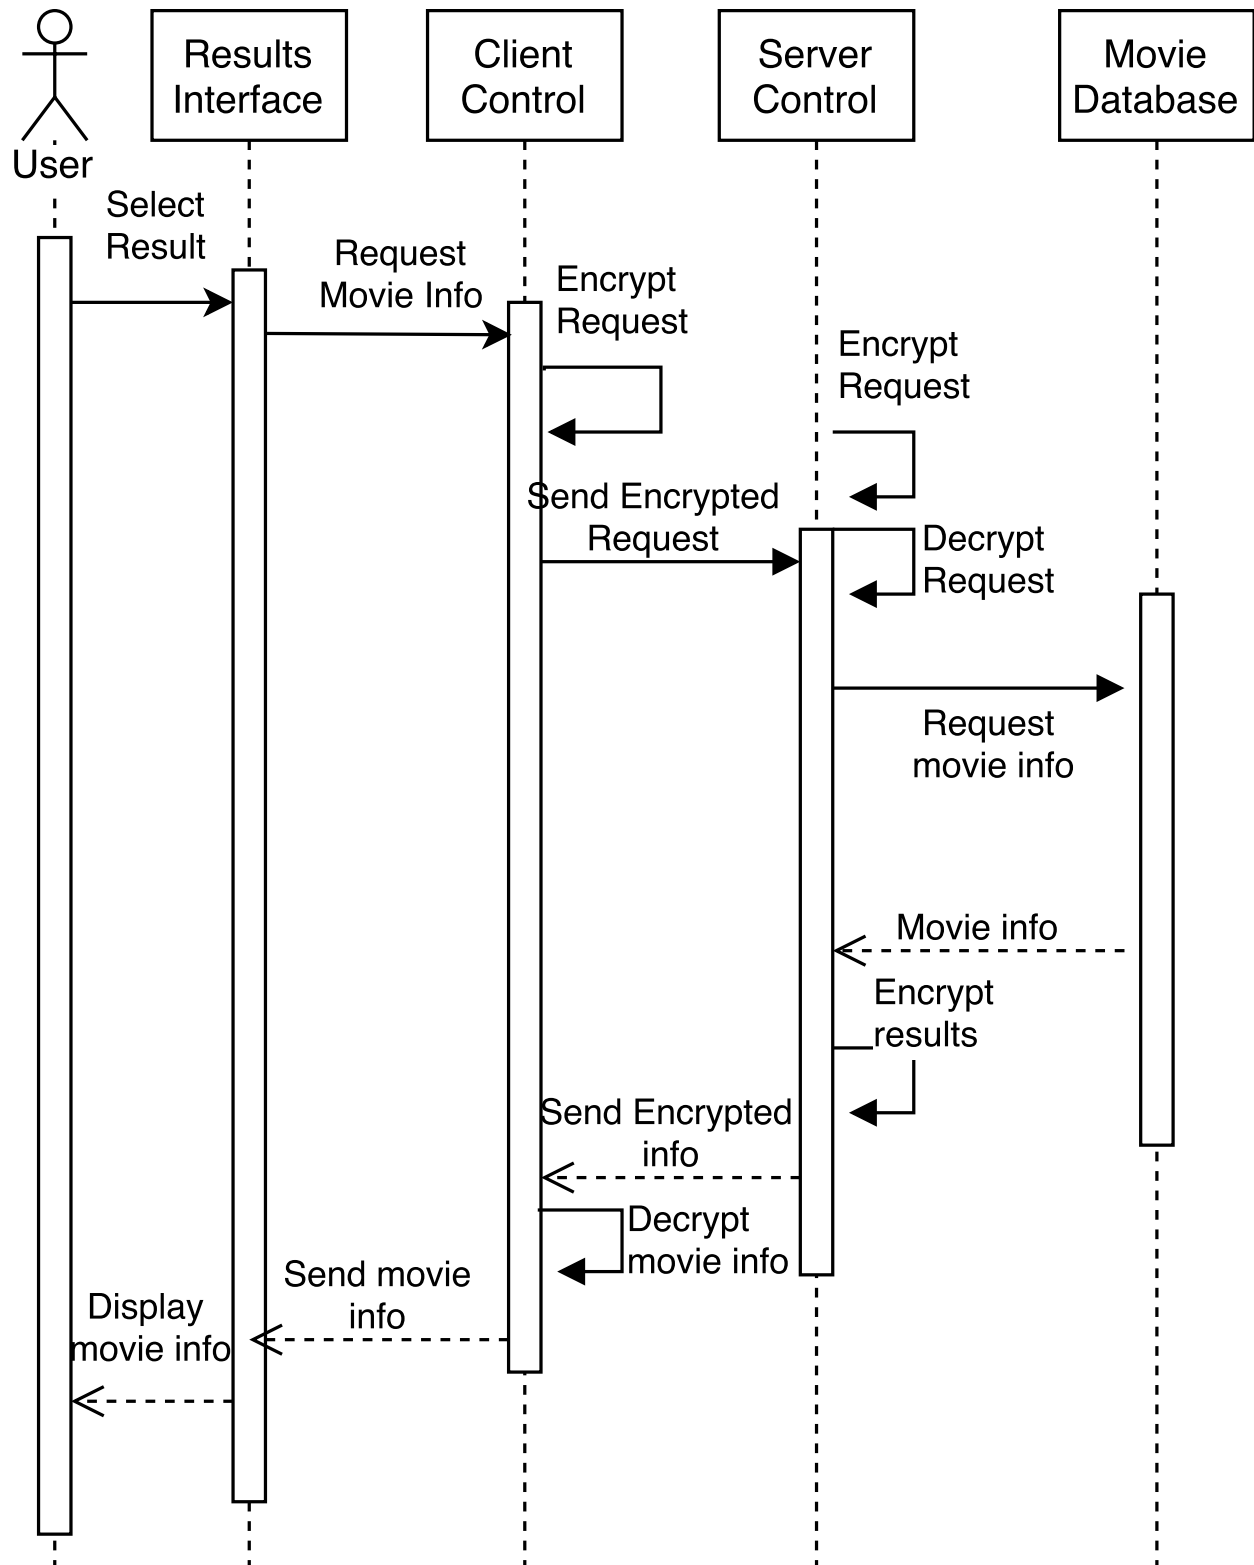 User
Results
Interface
Client
Control
Server
Control
Movie
Database
Select
Result
Request
Movie Info
Encrypt
Request
Encrypt
Request
Send Encrypted
Request
Decrypt
Request
Request
movie info
Movie info
Encrypt
results
Send Encrypted
info
Decrypt
movie info
Send movie
info
Display
movie info